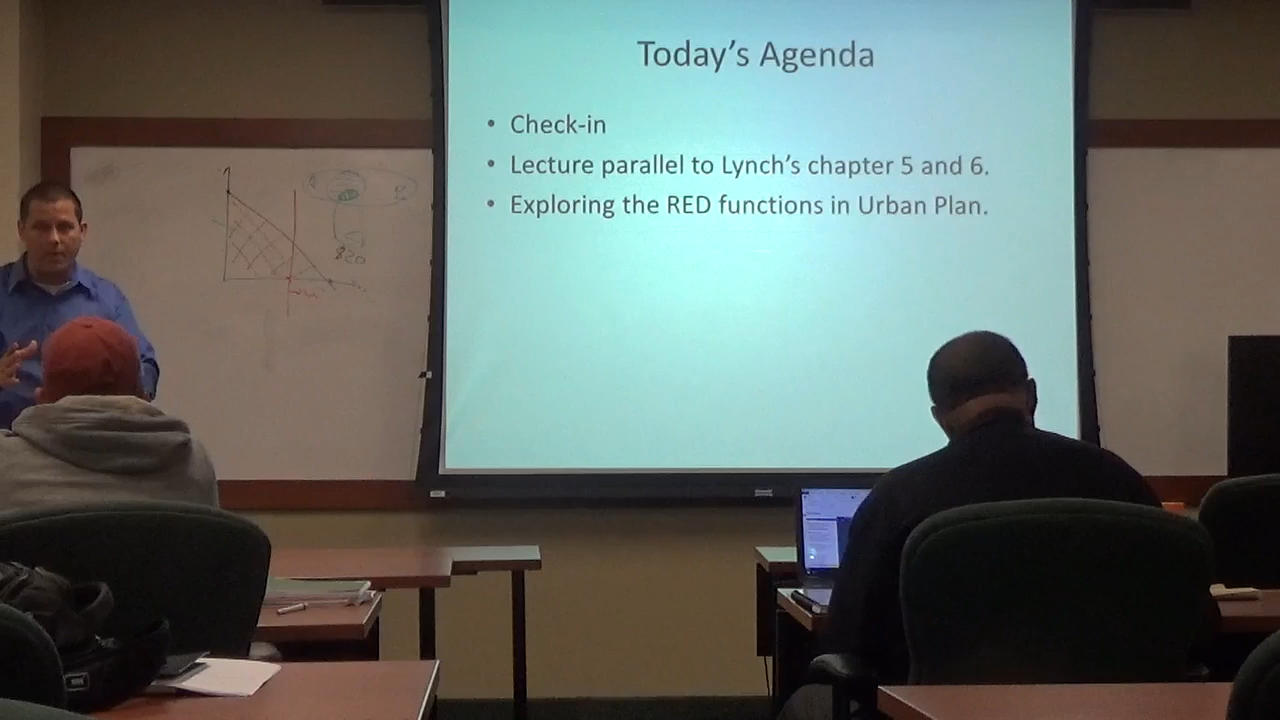 Today's Agenda
• Check-in
• Lecture parallel to Lynch's chapter 5 and 6.
• Exploring the RED functions in Urban Plan.
$20